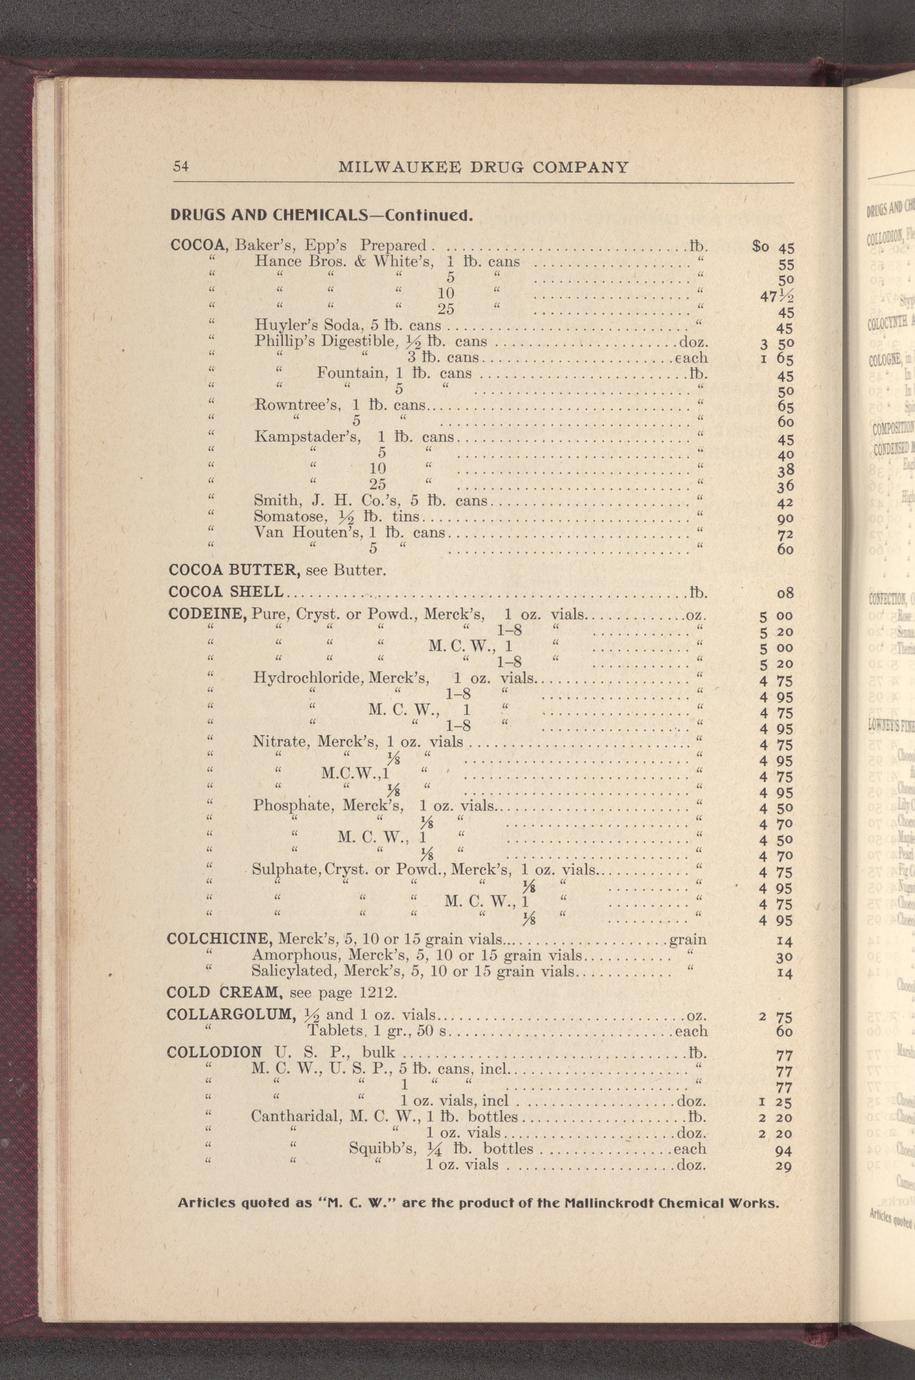 54 MILWAUKEE DRUG COMPANY
DRUGS AND CHEMICALS—Continued.
COCOA, Baker's, Epp's Prepared . . . . . . . . . . . . lb. $0 45
" Hance Bros. & White's, 1 lb. cans . . . . . . . . " 55
" " " " 5 " . . . . . . . . " 50
" " " " 10 " . . . . . . . . " 47½
" " " " 25 " . . . . . . . . " 45
" Huyler's Soda, 5 lb. cans . . . . . . . . " 45
" Phillip's Digestible, ½ lb. cans . . . . . . . . doz. 3 50
" " " 3 lb. cans . . . . . . . . each 1 65
" " Fountain, 1 lb. cans . . . . . . . . lb. 45
" " " 5 " . . . . . . . . " 50
" Rowntree's, 1 lb. cans . . . . . . . . " 65
" " 5 " . . . . . . . . " 60
" Kampstader's, 1 lb. cans . . . . . . . . " 45
" " 5 " . . . . . . . . " 40
" " 10 " . . . . . . . . " 38
" " 25 " . . . . . . . . " 36
" Smith, J. H. Co.'s, 5 lb. cans . . . . . . . . " 42
" Somatose, ½ lb. tins . . . . . . . . " 90
" Van Houten's, 1 lb. cans . . . . . . . . " 72
" " 5 " . . . . . . . . " 60
COCOA BUTTER, see Butter.
COCOA SHELL . . . . . . . . lb. 08
CODEINE, Pure, Cryst. or Powd., Merck's, 1 oz. vials . . . . . . . . oz. 5 00
" " " " " 1-8 " . . . . . . . . " 5 20
" " " " M. C. W., 1 " . . . . . . . . " 5 00
" " " " " 1-8 " . . . . . . . . " 5 20
" Hydrochloride, Merck's, 1 oz. vials . . . . . . . . " 4 75
" " " 1-8 " . . . . . . . . " 4 95
" " M. C. W., 1 " . . . . . . . . " 4 75
" " " 1-8 " . . . . . . . . " 4 95
" Nitrate, Merck's, 1 oz. vials . . . . . . . . " 4 75
" " " ⅛ " . . . . . . . . " 4 95
" " M.C.W.,1 " . . . . . . . . " 4 75
" " " ⅛ " . . . . . . . . " 4 95
" Phosphate, Merck's, 1 oz. vials . . . . . . . . " 4 50
" " " ⅛ " . . . . . . . . " 4 70
" " M. C. W., 1 " . . . . . . . . " 4 50
" " " ⅛ " . . . . . . . . " 4 70
" Sulphate, Cryst. or Powd., Merck's, 1 oz. vials . . . . . . . . " 4 75
" " " " " ⅛ " . . . . . . . . " 4 95
" " " " M. C. W., 1 " . . . . . . . . " 4 75
" " " " " ⅛ " . . . . . . . . " 4 95
COLCHICINE, Merck's, 5, 10 or 15 grain vials . . . . . . . . grain 14
" Amorphous, Merck's, 5, 10 or 15 grain vials . . . . . . . . " 30
" Salicylated, Merck's, 5, 10 or 15 grain vials . . . . . . . . " 14
COLD CREAM, see page 1212.
COLLARGOLUM, ½ and 1 oz. vials . . . . . . . . oz. 2 75
" Tablets, 1 gr., 50 s . . . . . . . . each 60
COLLODION U. S. P., bulk . . . . . . . . lb. 77
" M. C. W., U. S. P., 5 lb. cans, incl. . . . . . . . . " 77
" " " 1 " " . . . . . . . . " 77
" " " 1 oz. vials, incl . . . . . . . . doz. 1 25
" Cantharidal, M. C. W., 1 lb. bottles . . . . . . . . lb. 2 20
" " " 1 oz. vials . . . . . . . . doz. 2 20
" " Squibb's, ¼ lb. bottles . . . . . . . . each 94
" " " 1 oz. vials . . . . . . . . doz. 29
Articles quoted as "M. C. W." are the product of the Mallinckrodt Chemical Works.